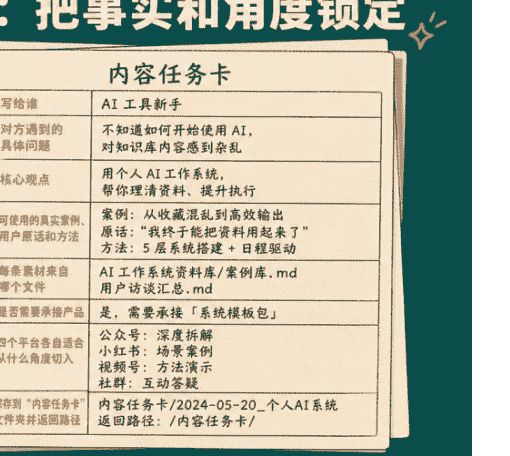 ：把事实和角度锁定
内容任务卡
写给谁
AI 工具新手
对方遇到的
具体问题
不知道如何开始使用 AI，
对知识库内容感到杂乱
核心观点
用个人 AI 工作系统，
帮你理清资料、提升执行
可使用的真实案例、
用户原话和方法
案例：从收藏混乱到高效输出
原话：“我终于能把资料用起来了”
方法：5 层系统搭建 + 日程驱动
每条素材来自
哪个文件
AI 工作系统资料库/案例库.md
用户访谈汇总.md
是否需要承接产品
是，需要承接「系统模板包」
四个平台各自适合
从什么角度切入
公众号：深度拆解
小红书：场景案例
视频号：方法演示
社群：互动答疑
保存到“内容任务卡”
文件夹并返回路径
内容任务卡/2024-05-20_个人AI系统
返回路径：/内容任务卡/